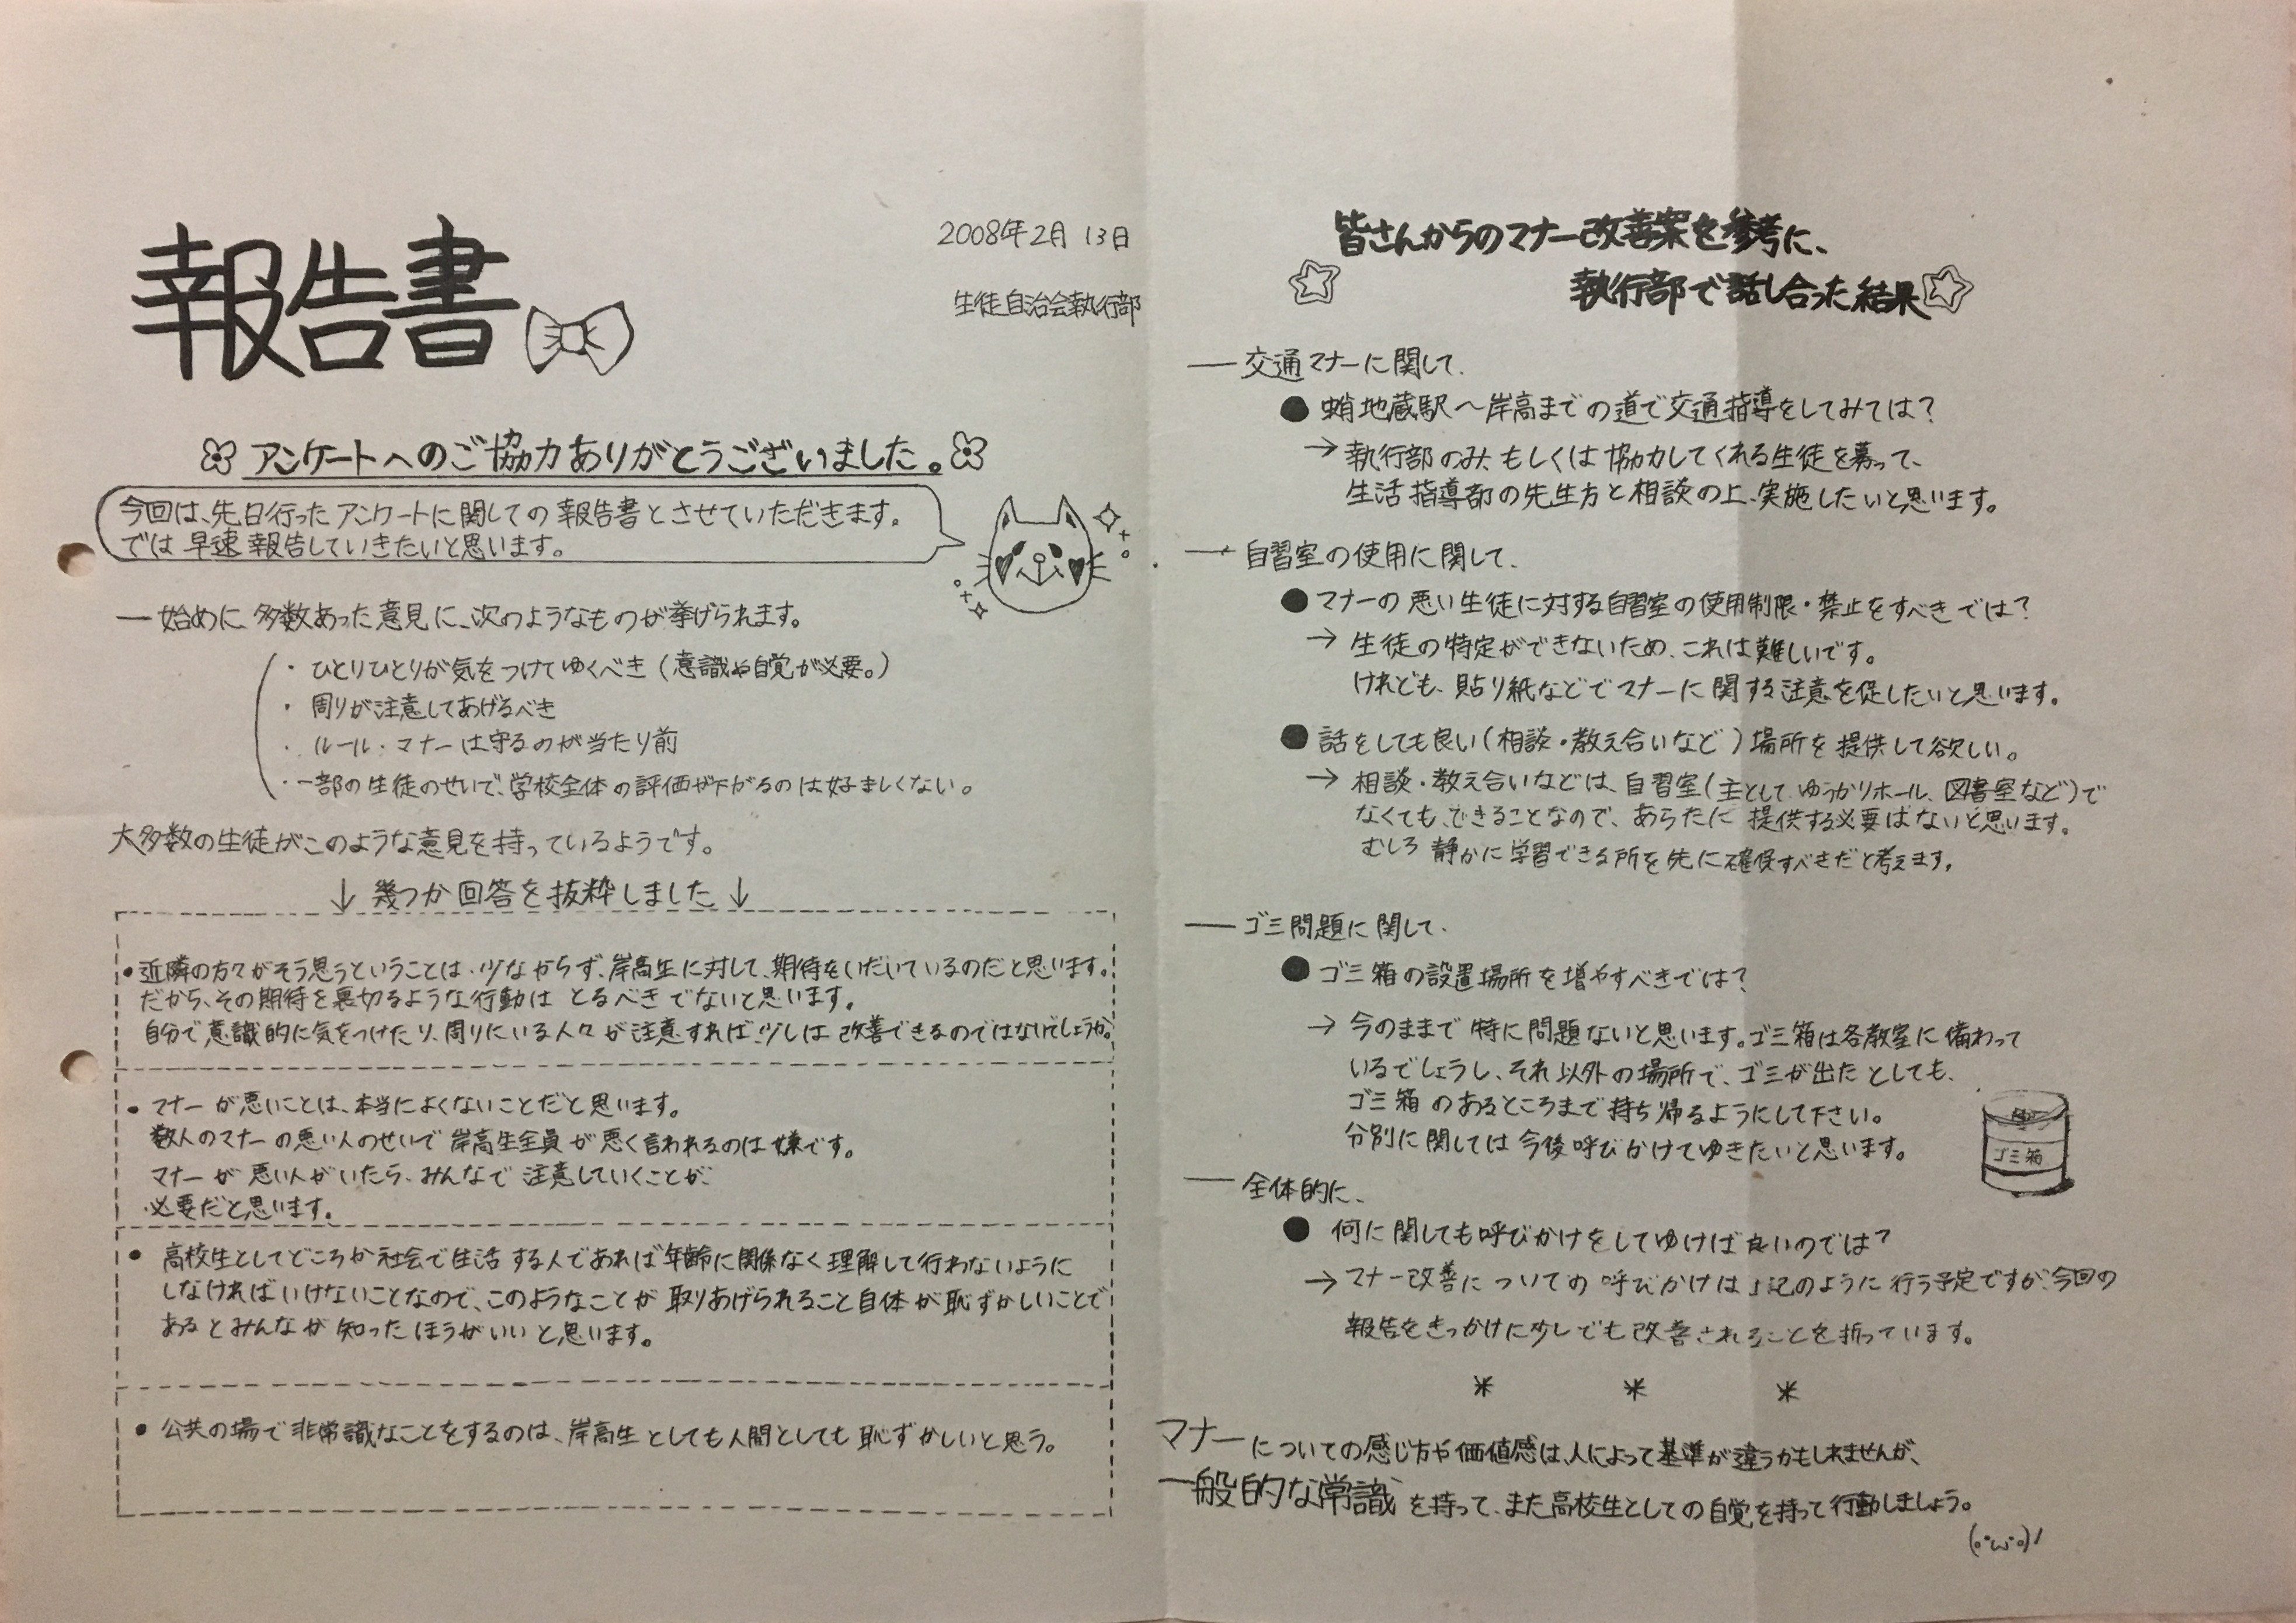 報告書
2008年2月13日
生徒自治会執行部
アンケートへのご協力ありがとうございました。
今回は、先日行ったアンケートに関しての報告書とさせていただきます。
では早速報告していきたいと思います。
― 始めに、多数あった意見に、次のようなものが挙げられます。
・ひとりひとりが気をつけてゆくべき(意識や自覚が必要。)
・周りが注意してあげるべき
・ルール・マナーは守るのが当たり前
・一部の生徒のせいで、学校全体の評価が下がるのは好ましくない。
大多数の生徒がこのような意見を持っているようです。
↓ 幾つか回答を抜粋しました ↓
●近隣の方々がそう思うということは、少なからず、岸高生に対して、期待をいだいているのだと思います。
だから、その期待を裏切るような行動は とるべきでないと思います。
自分で意識的に気をつけたり、周りにいる人々が注意すれば、少しは改善できるのではないでしょうか。
●マナーが悪いことは、本当によくないことだと思います。
数人のマナーの悪い人のせいで岸高生全員が悪く言われるのは嫌です。
マナーが悪い人がいたら、みんなで注意していくことが、
必要だと思います。
●高校生としてどころか社会で生活する人であれば年齢に関係なく理解して行わないように
しなければいけないことなので、このようなことが取りあげられること自体が恥ずかしいことで
あるとみんなが知ったほうがいいと思います。
●公共の場で非常識なことをするのは、岸高生としても人間としても恥ずかしいと思う。
皆さんからのマナー改善案を参考に、
執行部で話し合った結果
― 交通マナーに関して、
●蛸地蔵駅〜岸高までの道で交通指導をしてみては?
→執行部のみ、もしくは協力してくれる生徒を募って、
生活指導部の先生方と相談の上、実施したいと思います。
― 自習室の使用に関して、
●マナーの悪い生徒に対する自習室の使用制限・禁止をすべきでは?
→生徒の特定ができないため、これは難しいです。
けれども、貼り紙などでマナーに関する注意を促したいと思います。
●話をしても良い(相談・教え合いなど)場所を提供して欲しい。
→相談・教え合いなどは、自習室(主として、ゆうかりホール、図書室など)で
なくても、できることなので、あらたに提供する必要はないと思います。
むしろ静かに学習できる所を先に確保すべきだと考えます。
― ゴミ問題に関して、
●ゴミ箱の設置場所を増やすべきでは?
→今のままで特に問題ないと思います。ゴミ箱は各教室に備わって
いるでしょうし、それ以外の場所で、ゴミが出たとしても、
ゴミ箱のあるところまで持ち帰るようにして下さい。
分別に関しては今後呼びかけてゆきたいと思います。
ゴミ箱
― 全体的に、
●何に関しても呼びかけをしてゆけば良いのでは?
→マナー改善についての呼びかけは上記のように行う予定ですが、今回の
報告をきっかけに少しでも改善されることを祈っています。
* * *
マナーについての感じ方や価値感は、人によって基準が違うかもしれませんが、
一般的な常識を持って、また高校生としての自覚を持って行動しましょう。
(o・ω・o)ノ